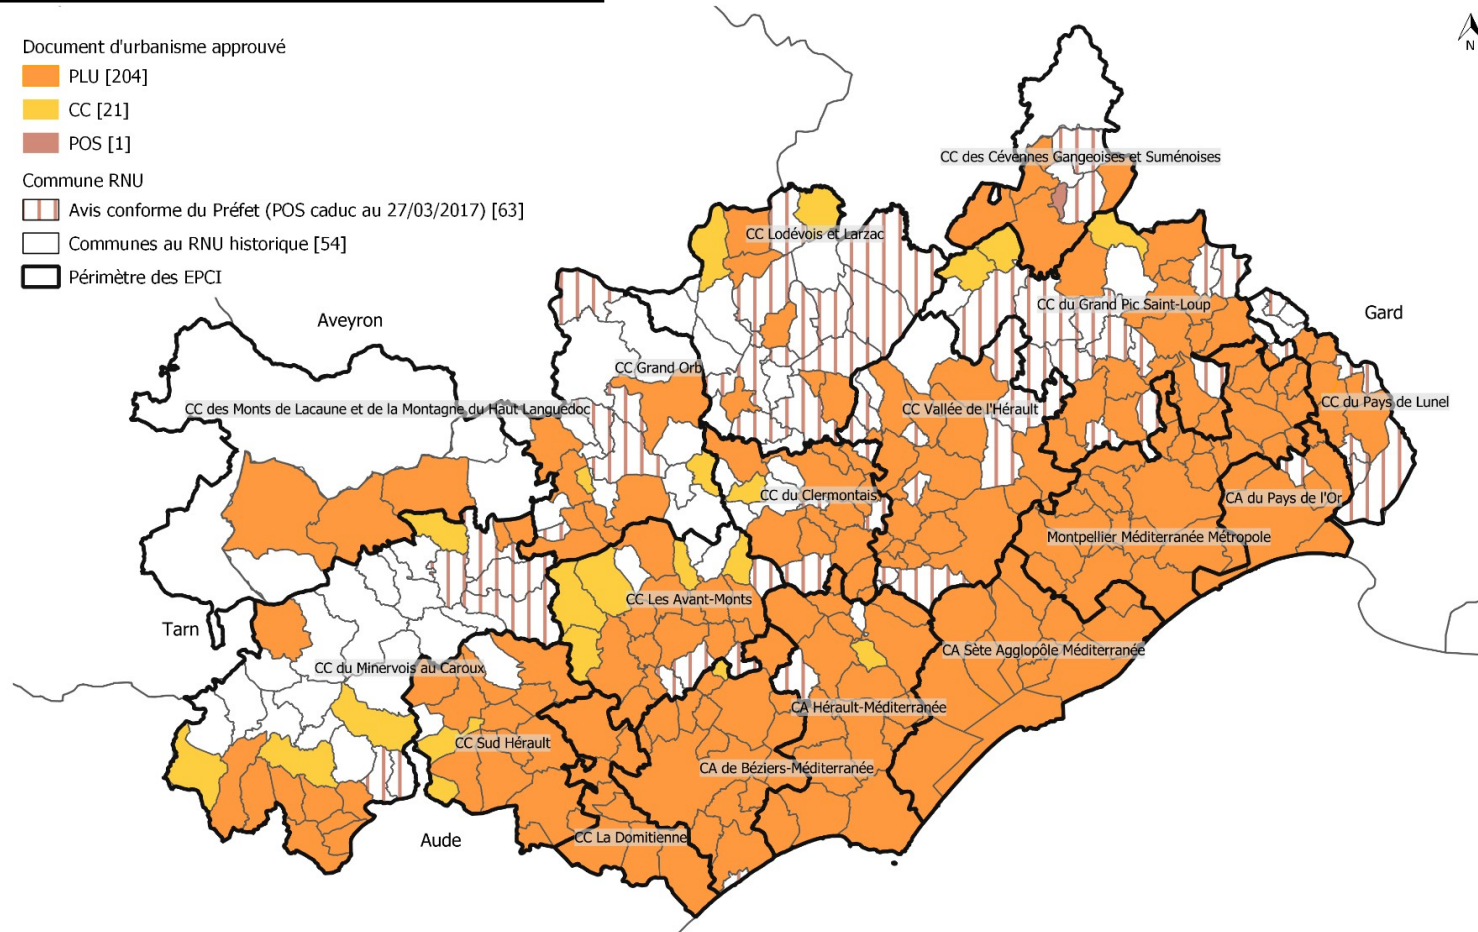 Document d'urbanisme approuvé
PLU [204]
CC [21]
POS [1]
Commune RNU
Avis conforme du Préfet (POS caduc au 27/03/2017) [63]
Communes au RNU historique [54]
Périmètre des EPCI
N
CC des Cévennes Gangeoises et Suménoises
CC Lodévois et Larzac
CC du Grand Pic Saint-Loup
Gard
Aveyron
CC Grand Orb
CC des Monts de Lacaune et de la Montagne du Haut Languedoc
CC Vallée de l'Hérault
CC du Pays de Lunel
CC du Clermontais
CA du Pays de l'Or
Montpellier Méditerranée Métropole
CC Les Avant-Monts
Tarn
CA Sète Agglopôle Méditerranée
CC du Minervois au Caroux
CA Hérault-Méditerranée
CC Sud Hérault
CA de Béziers-Méditerranée
Aude
CC La Domitienne